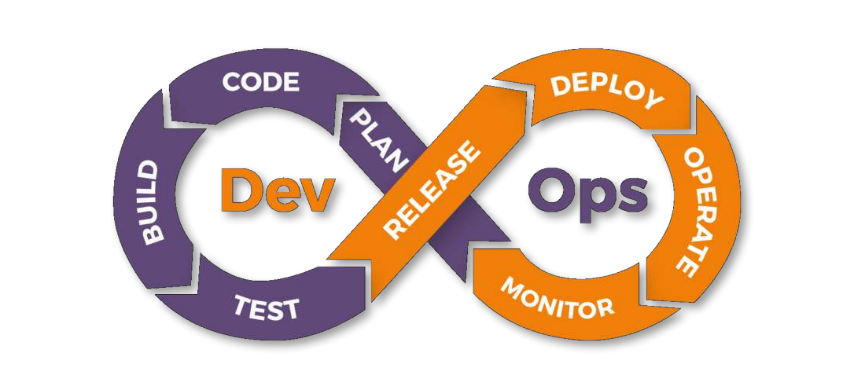 CODE
DEPLOY
PLAN
BUILD
Dev
RELEASE
Ops
OPERATE
TEST
MONITOR